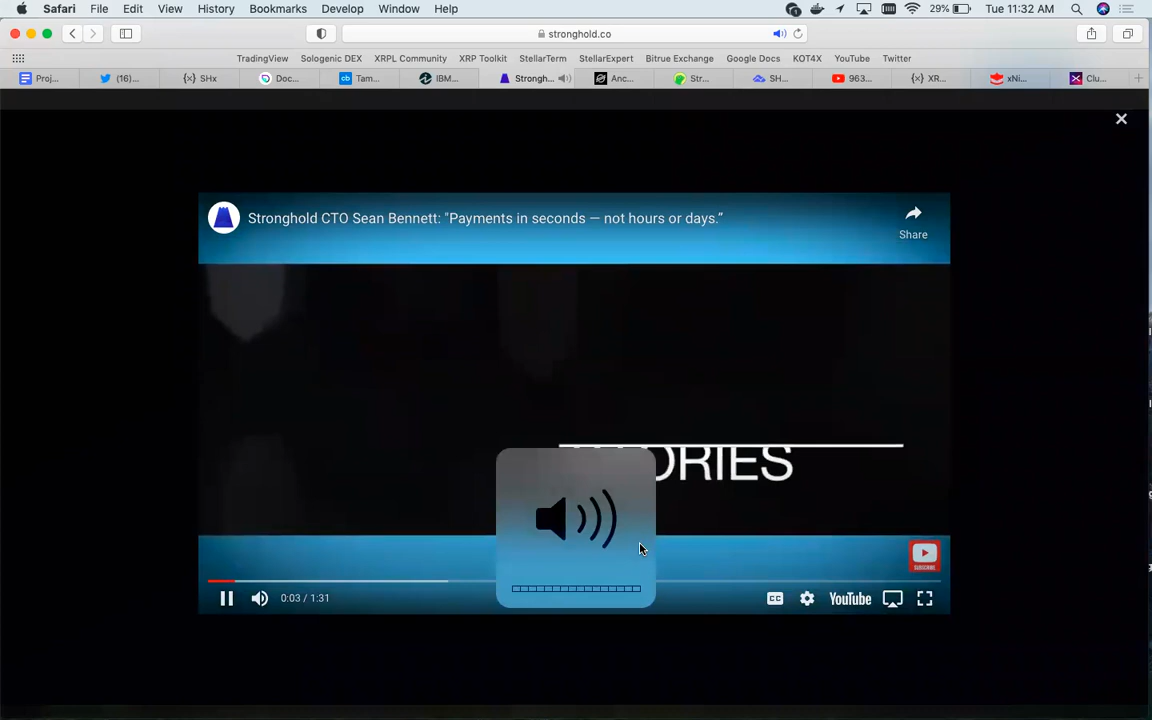 Safari File Edit View History Bookmarks Develop Window Help 29% Tue 11:32 AM
stronghold.co
TradingView Sologenic DEX XRPL Community XRP Toolkit StellarTerm StellarExpert Bitrue Exchange Google Docs KOT4X YouTube Twitter
Proj... (16)... {x} SHx Doc... cb Tam... IBM... Strongh... Anc... Str... SH... 963... {x} XR... xNi... Clu...
Stronghold CTO Sean Bennett: "Payments in seconds — not hours or days."
Share
ORIES
SUBSCRIBE
0:03 / 1:31 CC YouTube